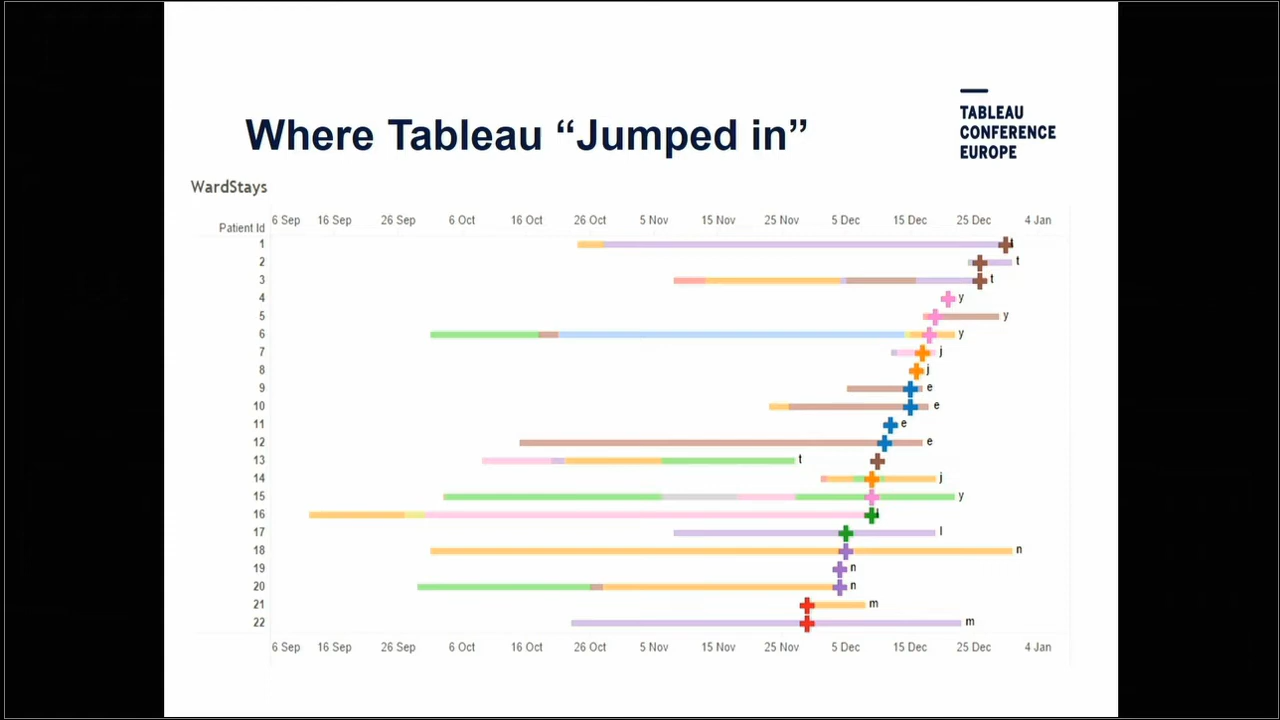 TABLEAU
CONFERENCE
EUROPE
Where Tableau “Jumped in”
WardStays
6 Sep 16 Sep 26 Sep 6 Oct 16 Oct 26 Oct 5 Nov 15 Nov 25 Nov 5 Dec 15 Dec 25 Dec 4 Jan
Patient Id
1
2 t
3 t
4 y
5 y
6 y
7 j
8 j
9 e
10 e
11 e
12 e
13 t
14 j
15 y
16
17 l
18 n
19 n
20 n
21 m
22 m
6 Sep 16 Sep 26 Sep 6 Oct 16 Oct 26 Oct 5 Nov 15 Nov 25 Nov 5 Dec 15 Dec 25 Dec 4 Jan